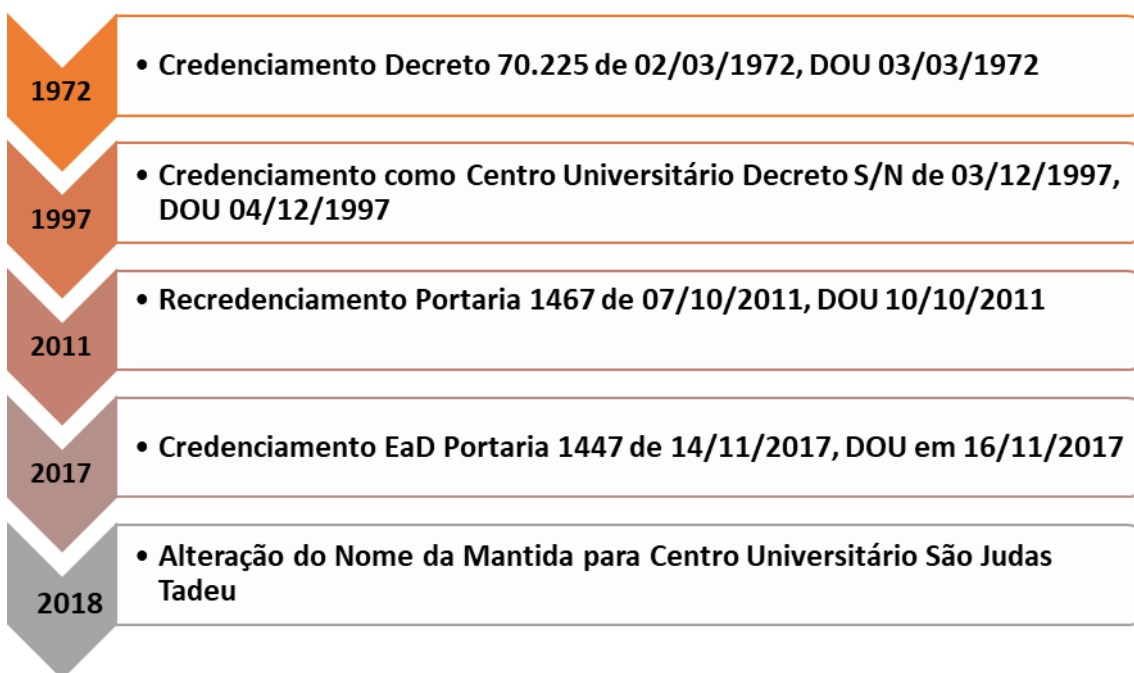 1972
• Credenciamento Decreto 70.225 de 02/03/1972, DOU 03/03/1972
1997
• Credenciamento como Centro Universitário Decreto S/N de 03/12/1997,
DOU 04/12/1997
2011
• Recredenciamento Portaria 1467 de 07/10/2011, DOU 10/10/2011
2017
• Credenciamento EaD Portaria 1447 de 14/11/2017, DOU em 16/11/2017
2018
• Alteração do Nome da Mantida para Centro Universitário São Judas
Tadeu